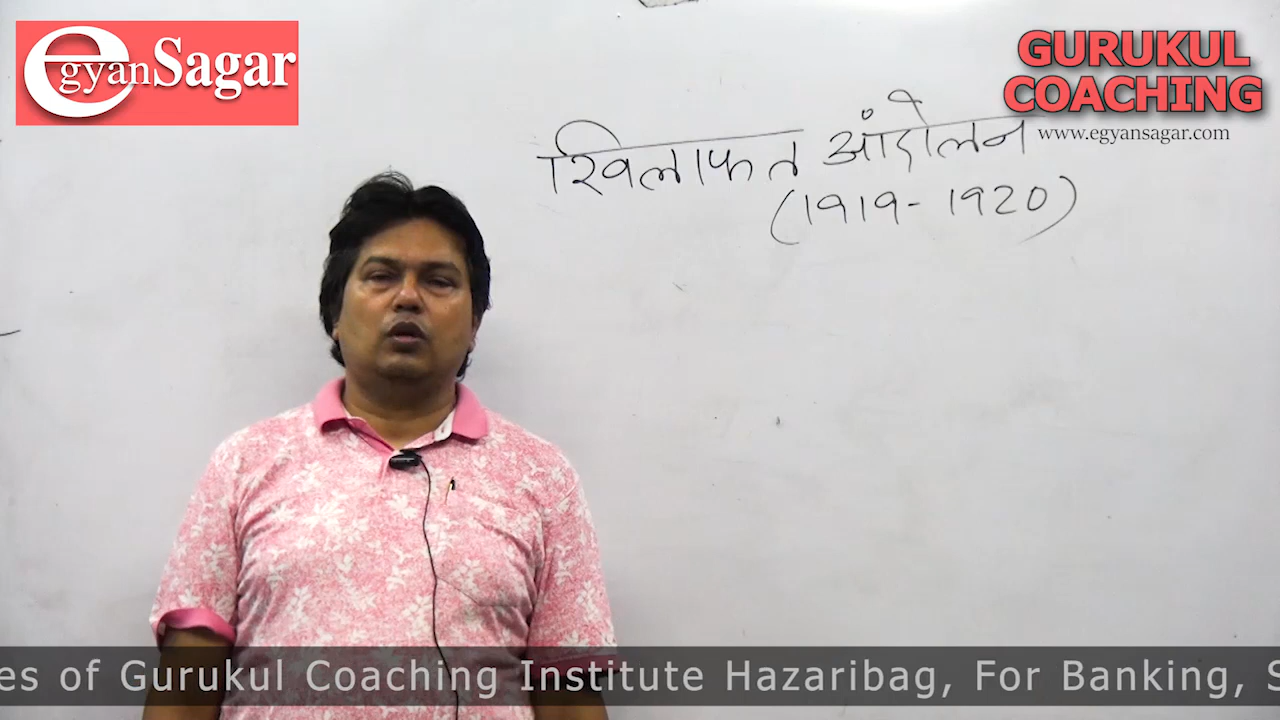 egyanSagar
GURUKUL
COACHING
www.egyansagar.com
खिलाफत आंदोलन
(1919-1920)
es of Gurukul Coaching Institute Hazaribag, For Banking, S